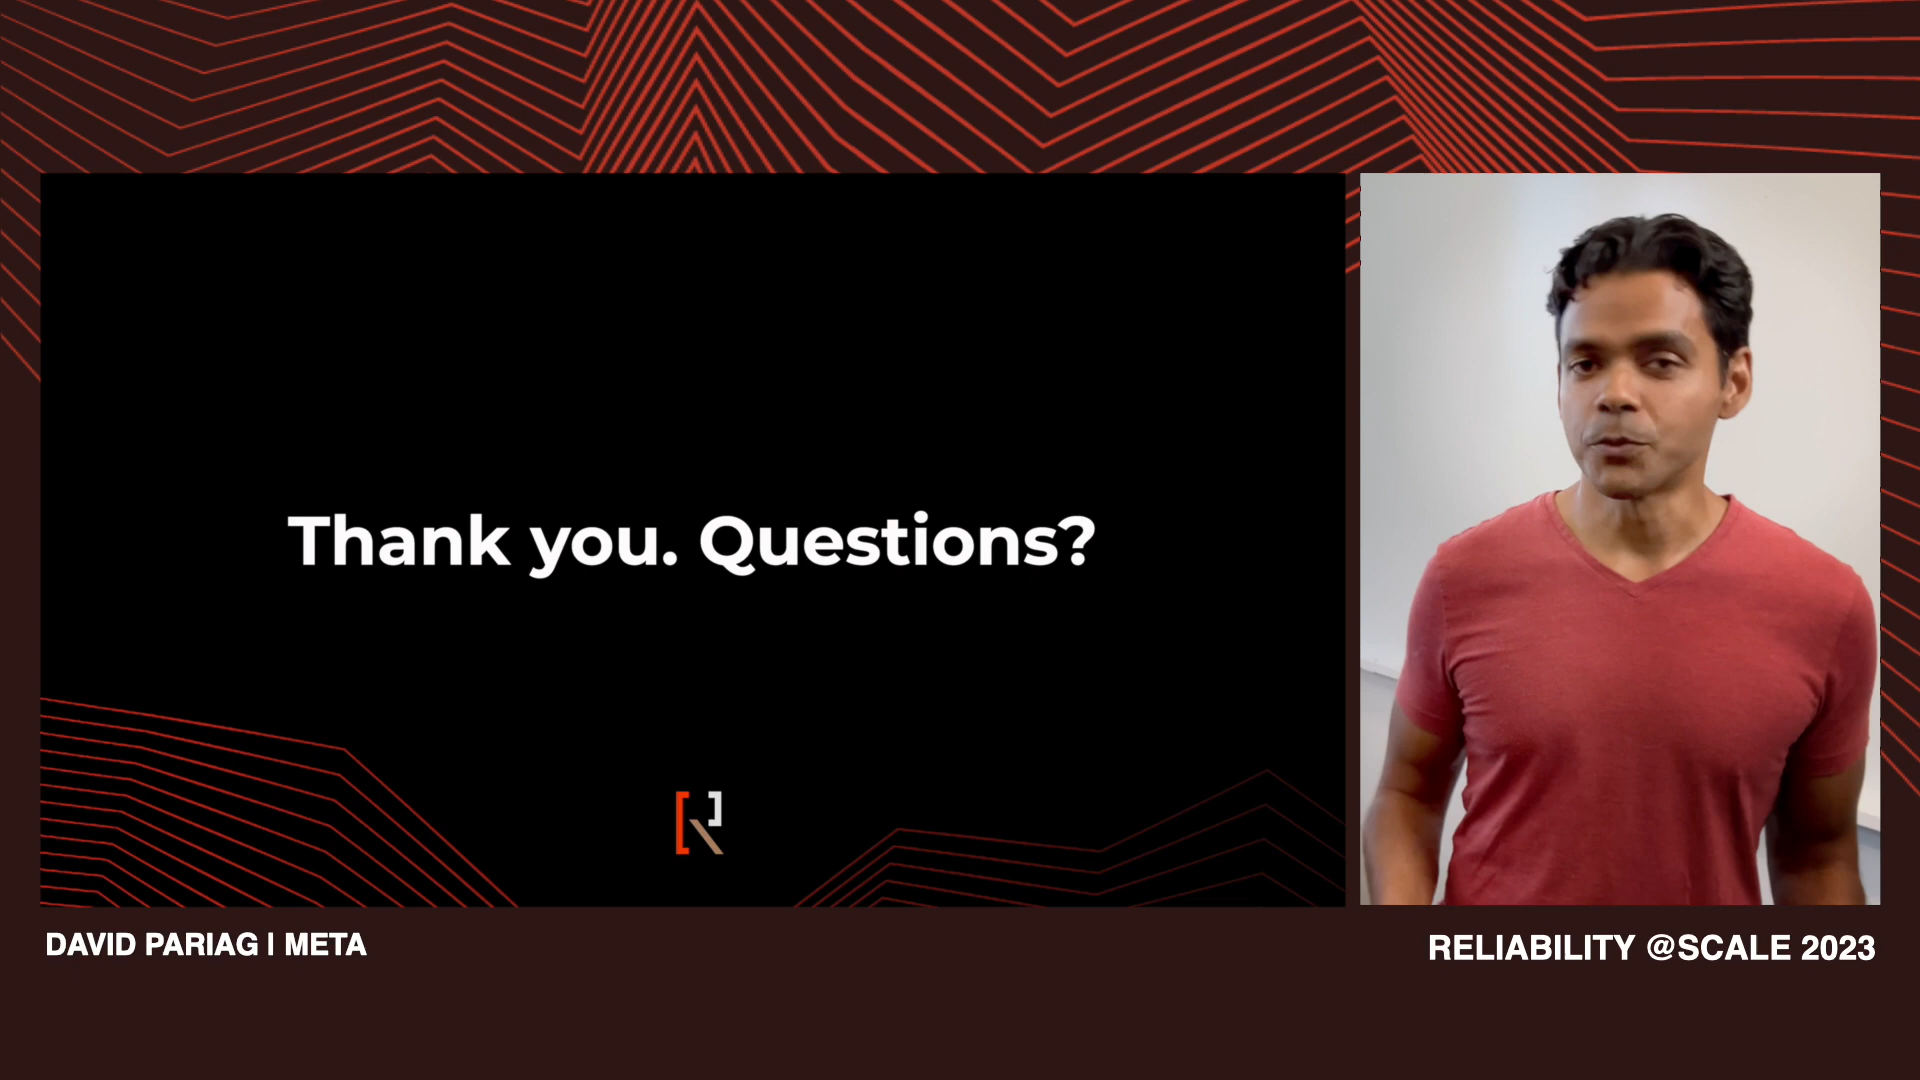 Thank you. Questions?
DAVID PARIAG | META
RELIABILITY @SCALE 2023